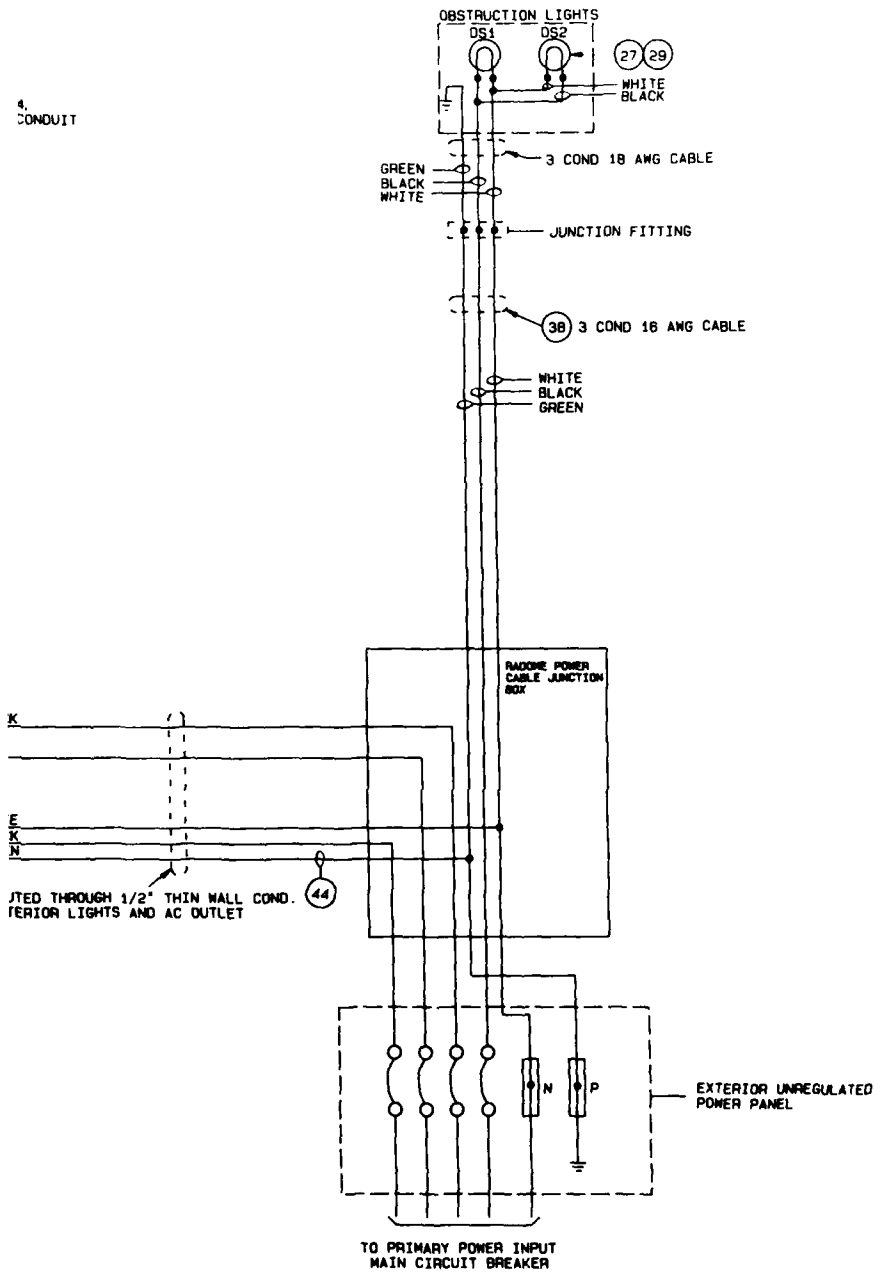 OBSTRUCTION LIGHTS
DS1 DS2
27 29
WHITE
BLACK
4,
CONDUIT
3 COND 18 AWG CABLE
GREEN
BLACK
WHITE
JUNCTION FITTING
38 3 COND 16 AWG CABLE
WHITE
BLACK
GREEN
RADOME POWER
CABLE JUNCTION
BOX
K
E
K
N
44
UTED THROUGH 1/2" THIN WALL COND.
TERIOR LIGHTS AND AC OUTLET
N P
EXTERIOR UNREGULATED
POWER PANEL
TO PRIMARY POWER INPUT
MAIN CIRCUIT BREAKER